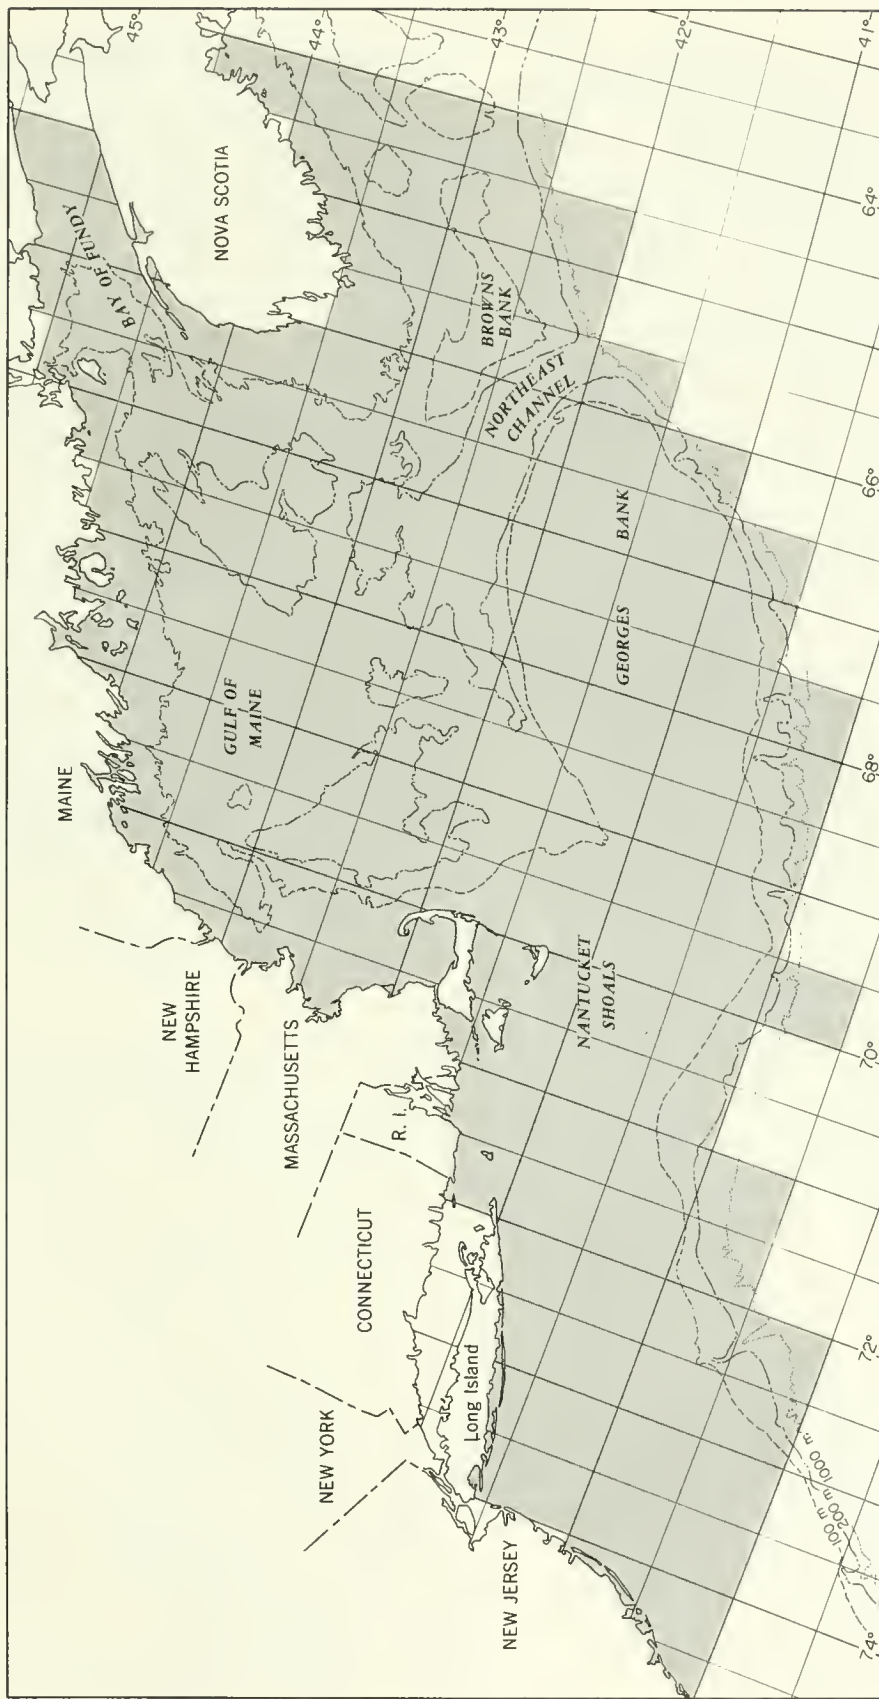 45°
44°
43°
42°
41°
NOVA SCOTIA
BAY OF FUNDY
BROWNS
BANK
NORTHEAST
CHANNEL
64°
66°
GEORGES BANK
MAINE
GULF OF
MAINE
68°
NEW
HAMPSHIRE
MASSACHUSETTS
NANTUCKET
SHOALS
R. I.
70°
CONNECTICUT
72°
NEW YORK
Long Island
NEW JERSEY
100 m
200 m
1000 m.
74°